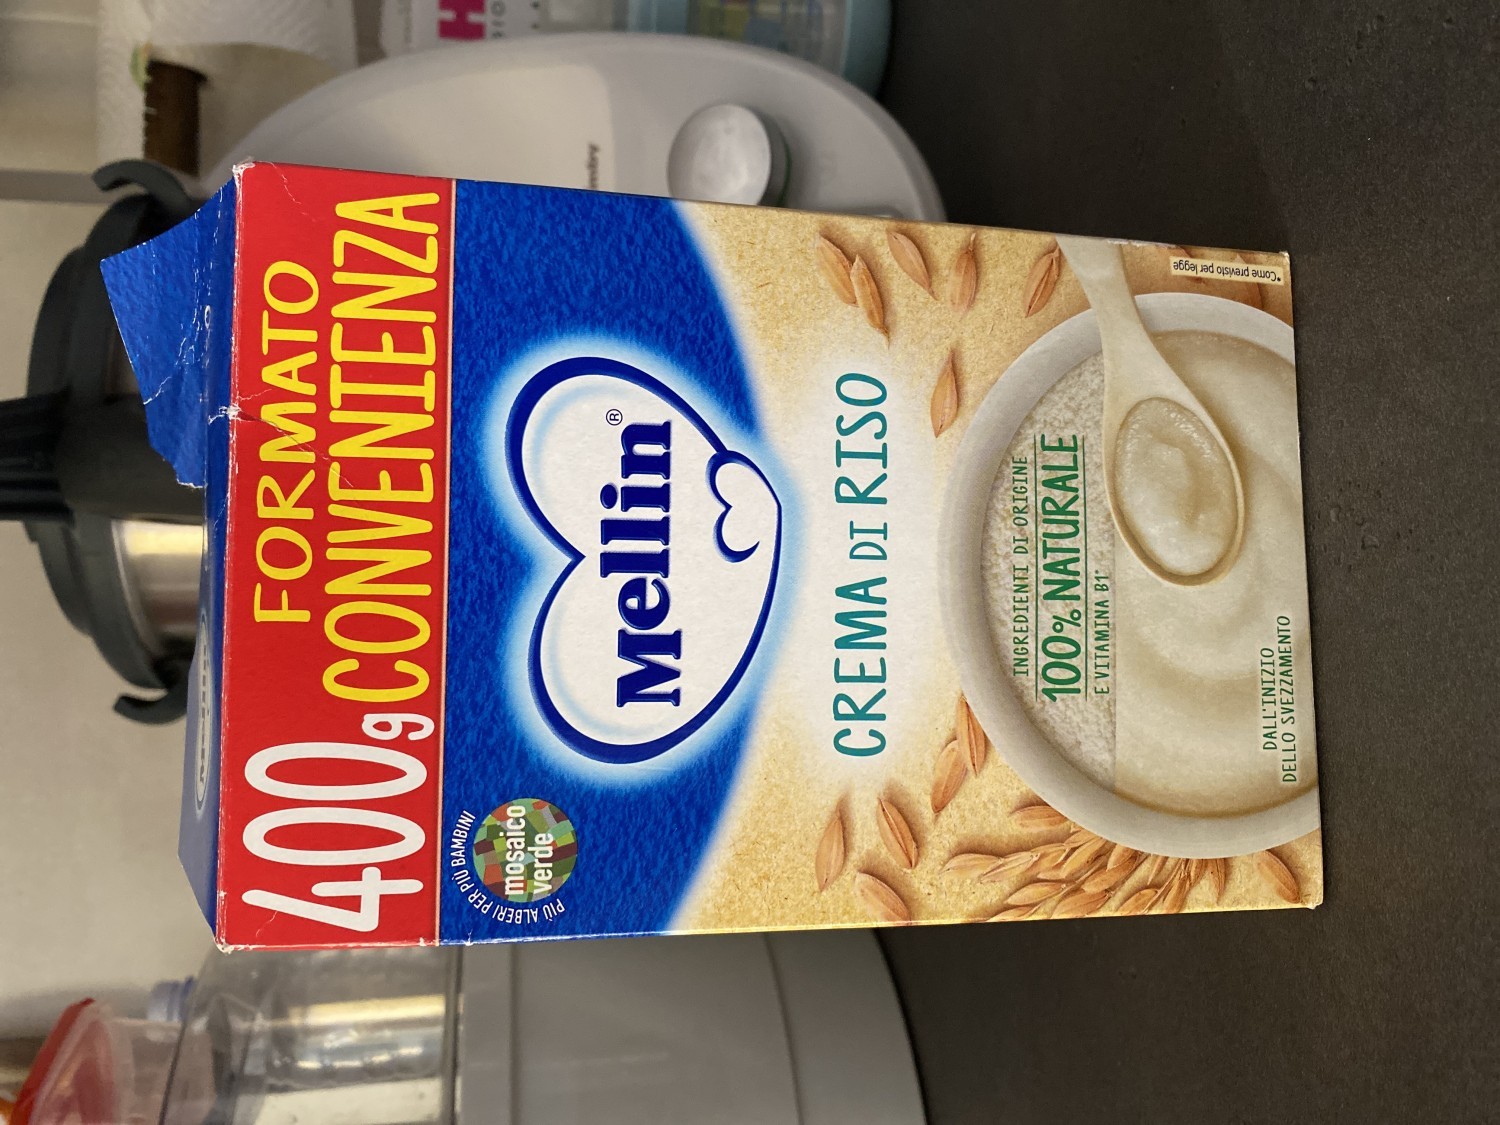 FORMATO
400g CONVENIENZA
PIÙ ALBERI PER PIÙ BAMBINI
mosaico
verde
Mellin®
CREMA DI RISO
INGREDIENTI DI ORIGINE
100% NATURALE
E VITAMINA B1*
DALL'INIZIO
DELLO SVEZZAMENTO
*Come previsto per legge
H